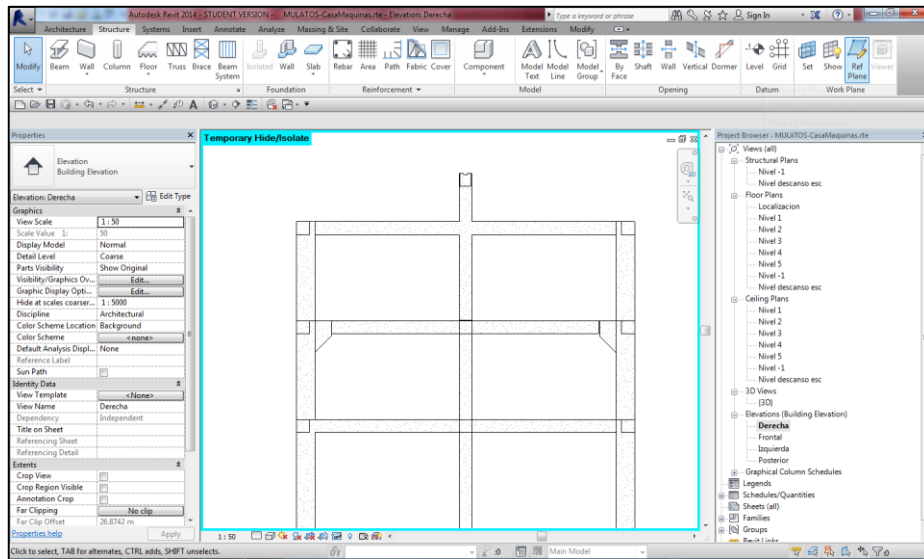 Autodesk Revit 2014 - STUDENT VERSION - MULATOS-CasaMaquinas.rte - Elevation: Derecha
Type a keyword or phrase
Sign In
Architecture Structure Systems Insert Annotate Analyze Massing & Site Collaborate View Manage Add-Ins Extensions Modify
Modify Beam Wall Column Floor Truss Brace Beam System Isolated Wall Slab Rebar Area Path Fabric Cover Component Model Text Model Line Model Group By Face Shaft Wall Vertical Dormer Level Grid Set Show Ref Plane Viewer
Select Structure Foundation Reinforcement Model Opening Datum Work Plane
Properties
Elevation
Building Elevation
Elevation: Derecha Edit Type
Graphics
View Scale 1 : 50
Scale Value 1: 50
Display Model Normal
Detail Level Coarse
Parts Visibility Show Original
Visibility/Graphics Ov... Edit...
Graphic Display Opti... Edit...
Hide at scales coarser... 1 : 5000
Discipline Architectural
Color Scheme Location Background
Color Scheme <none>
Default Analysis Displ... None
Reference Label
Sun Path
Identity Data
View Template <None>
View Name Derecha
Dependency Independent
Title on Sheet
Referencing Sheet
Referencing Detail
Extents
Crop View
Crop Region Visible
Annotation Crop
Far Clipping No clip
Far Clip Offset 26.8742 m
Properties help Apply
Temporary Hide/Isolate
Project Browser - MULATOS-CasaMaquinas.rte
Views (all)
Structural Plans
Nivel -1
Nivel descanso esc
Floor Plans
Localizacion
Nivel 1
Nivel 2
Nivel 3
Nivel 4
Nivel 5
Nivel -1
Nivel descanso esc
Ceiling Plans
Nivel 1
Nivel 2
Nivel 3
Nivel 4
Nivel 5
Nivel -1
Nivel descanso esc
3D Views
{3D}
Elevations (Building Elevation)
Derecha
Frontal
Izquierda
Posterior
Graphical Column Schedules
Legends
Schedules/Quantities
Sheets (all)
Families
Groups
Revit Links
1 : 50
Click to select, TAB for alternates, CTRL adds, SHIFT unselects.
:0 Main Model :0